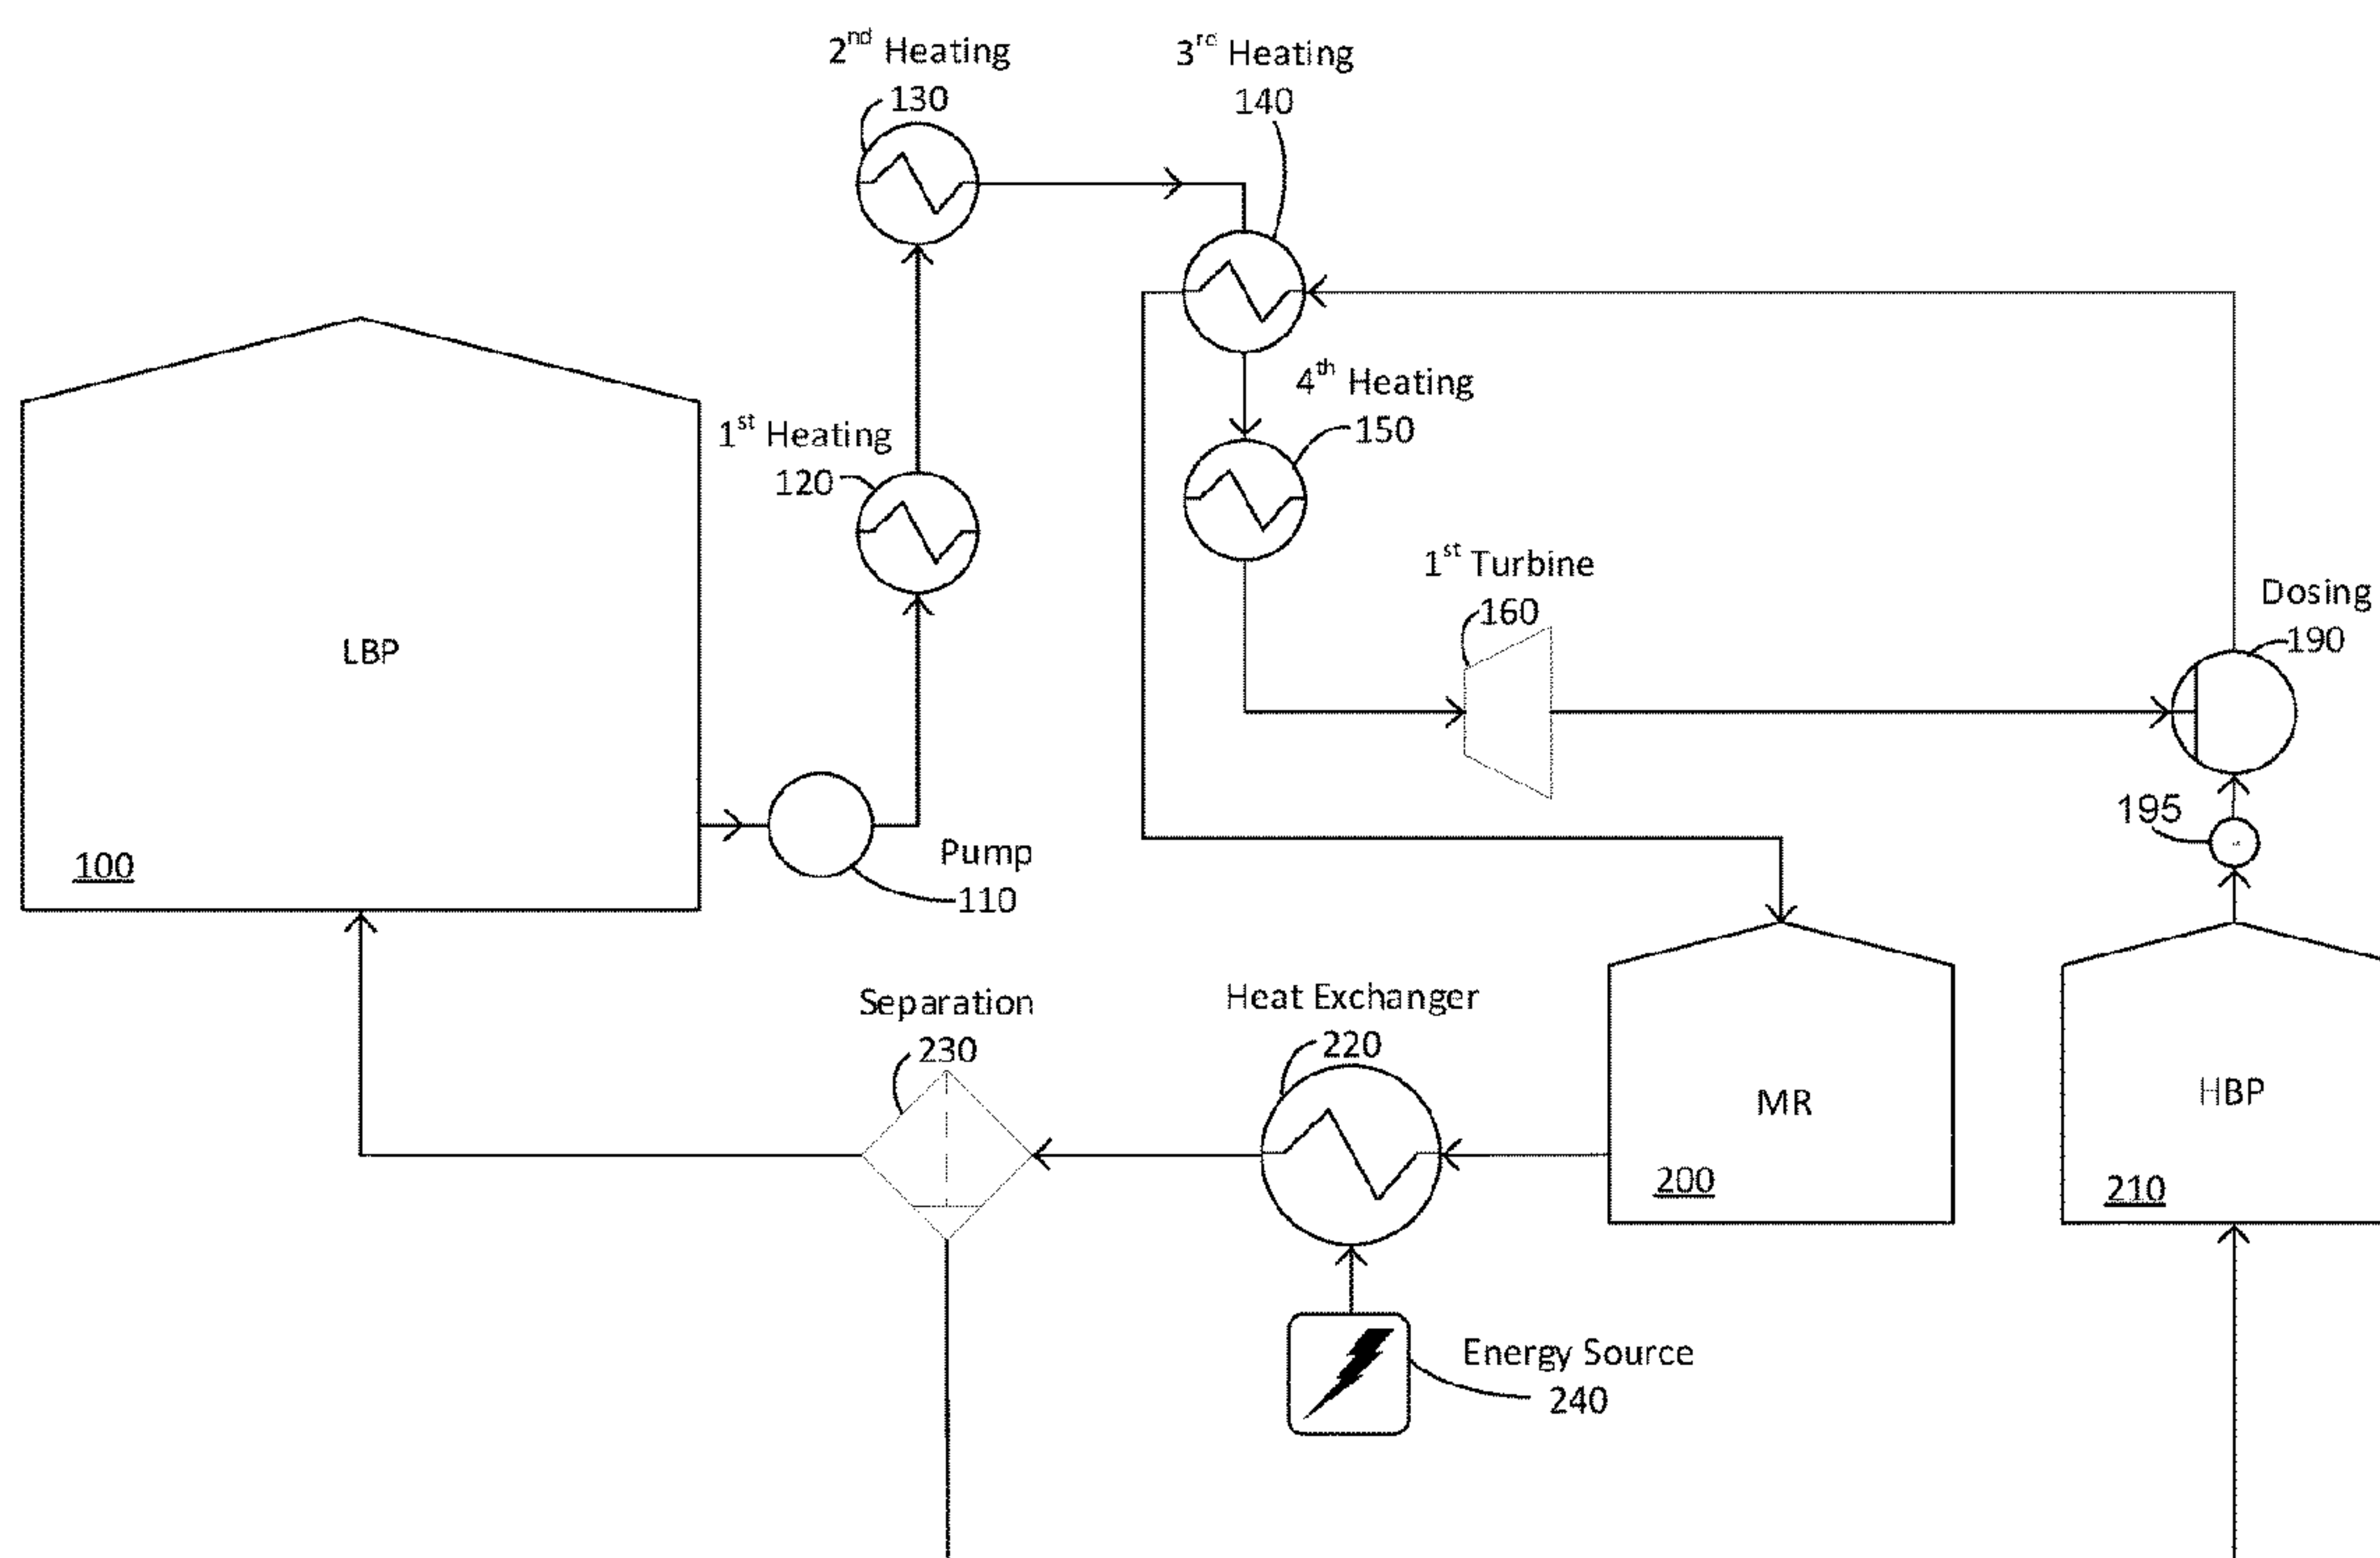 2nd Heating
130
3rd Heating
140
4th Heating
150
1st Heating
120
1st Turbine
160
Dosing
190
LBP
100
Pump
110
195
Separation
230
Heat Exchanger
220
MR
200
HBP
210
Energy Source
240